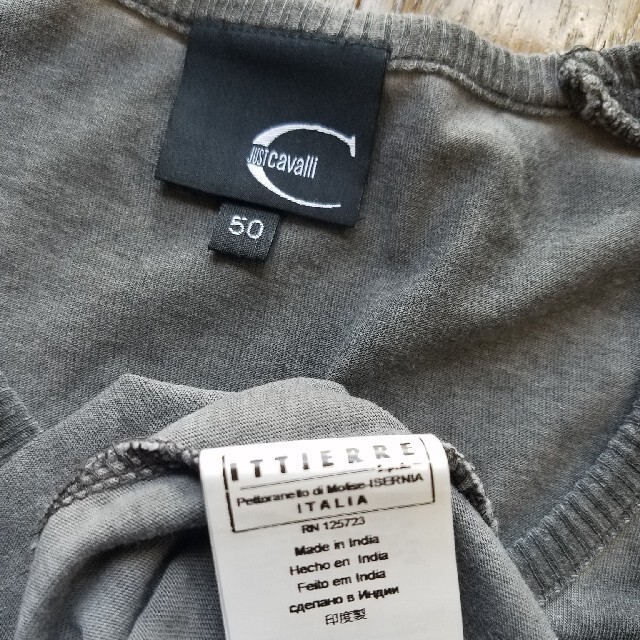 JUST cavalli
50
ITTIERRE
S.p.A.
Pettoranello di Molise-ISERNIA
ITALIA
RN 125723
Made in India
Hecho en India
Feito em India
сделано в Индии
印度製